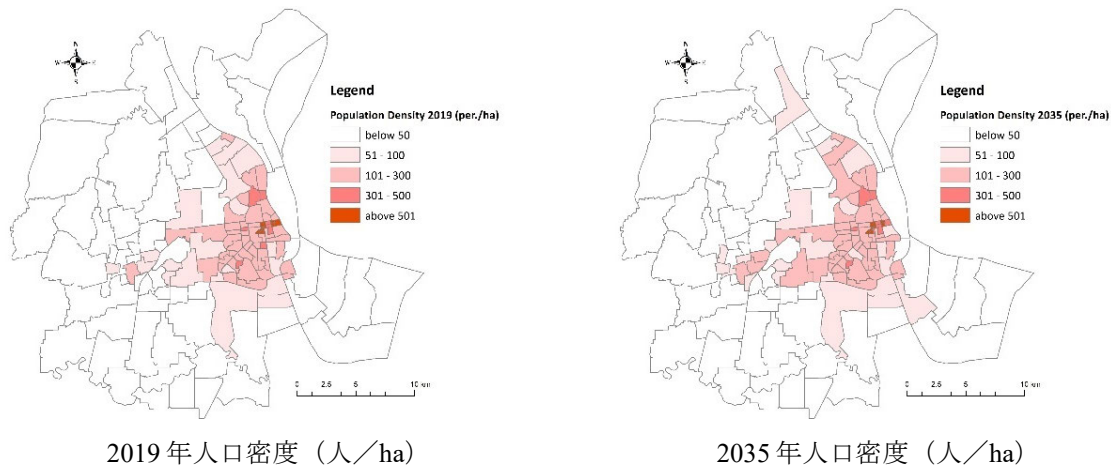 N
W E
S
Legend
Population Density 2019 (per./ha)
below 50
51 - 100
101 - 300
301 - 500
above 501
0 2.5 5 10 km
2019 年人口密度（人／ha）
N
W E
S
Legend
Population Density 2035 (per./ha)
below 50
51 - 100
101 - 300
301 - 500
above 501
0 2.5 5 10 km
2035 年人口密度（人／ha）